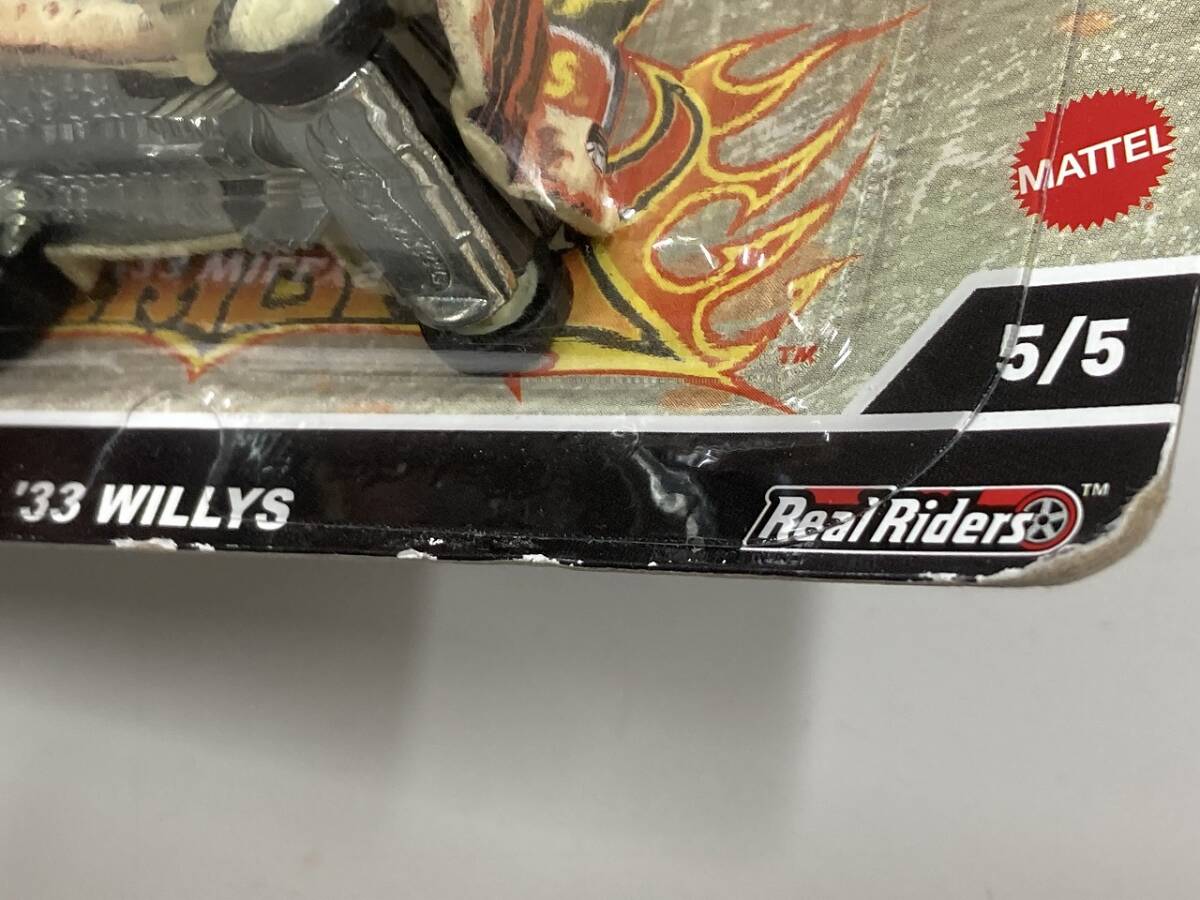 S
MATTEL
TM
5/5
'33 WILLYS
Real Riders TM